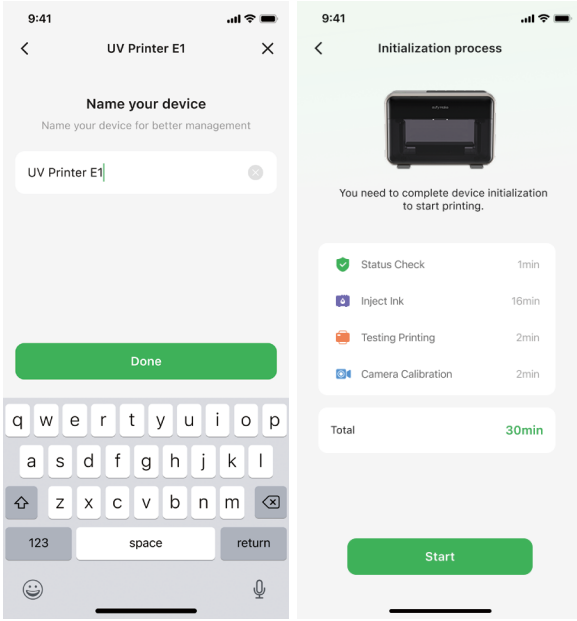 9:41
UV Printer E1
Name your device
Name your device for better management
UV Printer E1
Done
q w e r t y u i o p
a s d f g h j k l
z x c v b n m
123 space return
9:41
Initialization process
You need to complete device initialization
to start printing.
Status Check 1min
Inject Ink 16min
Testing Printing 2min
Camera Calibration 2min
Total 30min
Start